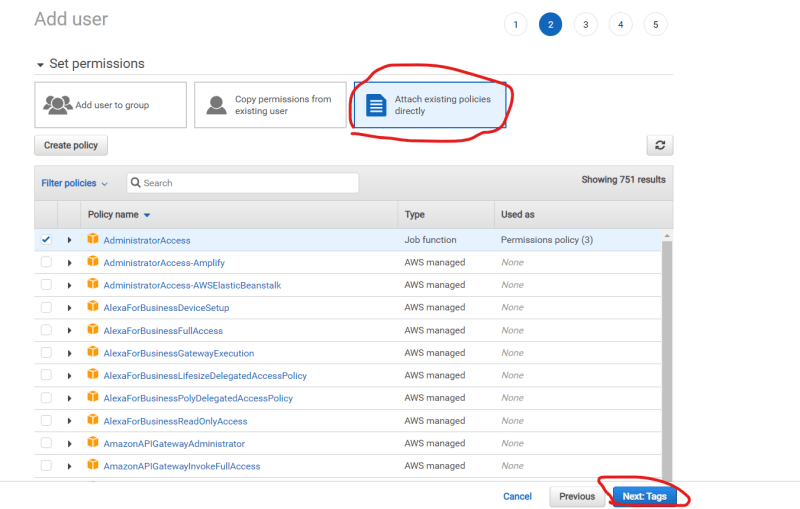 Add user
1 2 3 4 5
Set permissions
Add user to group
Copy permissions from
existing user
Attach existing policies
directly
Create policy
Filter policies
Search
Showing 751 results
Policy name Type Used as
AdministratorAccess Job function Permissions policy (3)
AdministratorAccess-Amplify AWS managed None
AdministratorAccess-AWSElasticBeanstalk AWS managed None
AlexaForBusinessDeviceSetup AWS managed None
AlexaForBusinessFullAccess AWS managed None
AlexaForBusinessGatewayExecution AWS managed None
AlexaForBusinessLifesizeDelegatedAccessPolicy AWS managed None
AlexaForBusinessPolyDelegatedAccessPolicy AWS managed None
AlexaForBusinessReadOnlyAccess AWS managed None
AmazonAPIGatewayAdministrator AWS managed None
AmazonAPIGatewayInvokeFullAccess AWS managed None
Cancel Previous Next: Tags